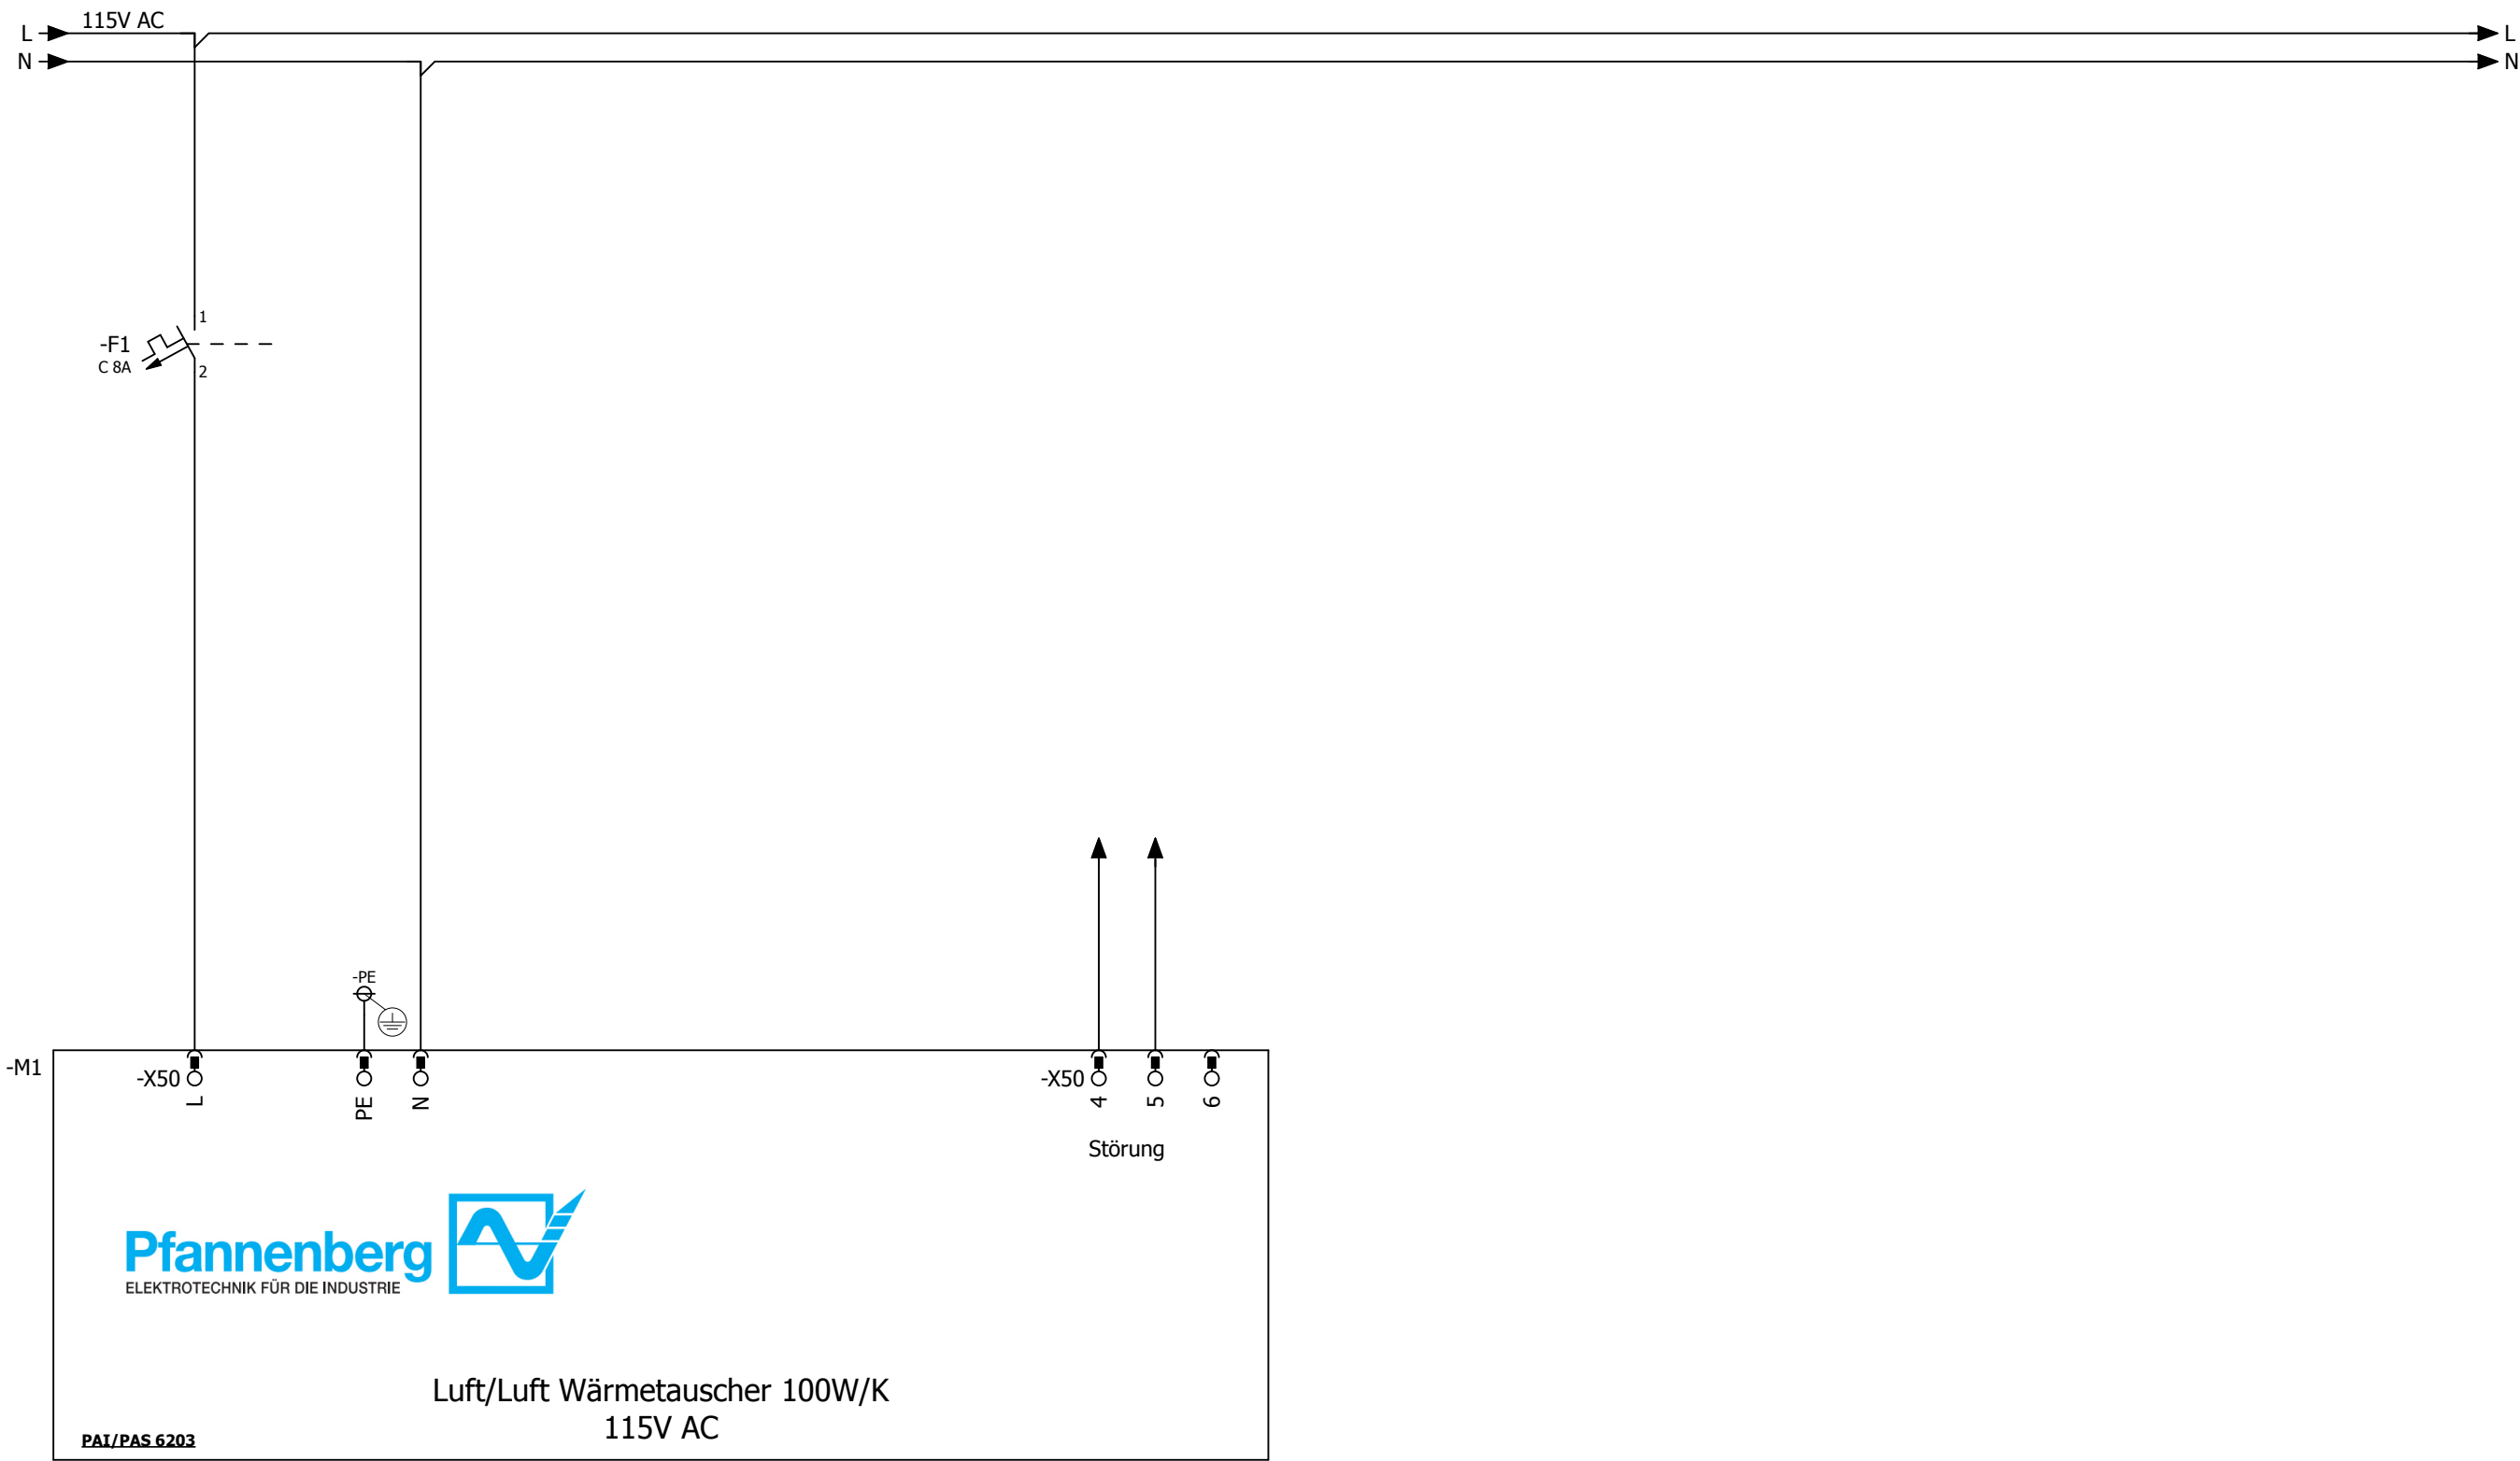 115V AC
L
L
N
N
1
-F1
C 8A
2
-PE
-M1
-X50
L
PE
N
-X50
4
5
6
Störung
Pfannenberg
ELEKTROTECHNIK FÜR DIE INDUSTRIE
Luft/Luft Wärmetauscher 100W/K
115V AC
PAI/PAS 6203